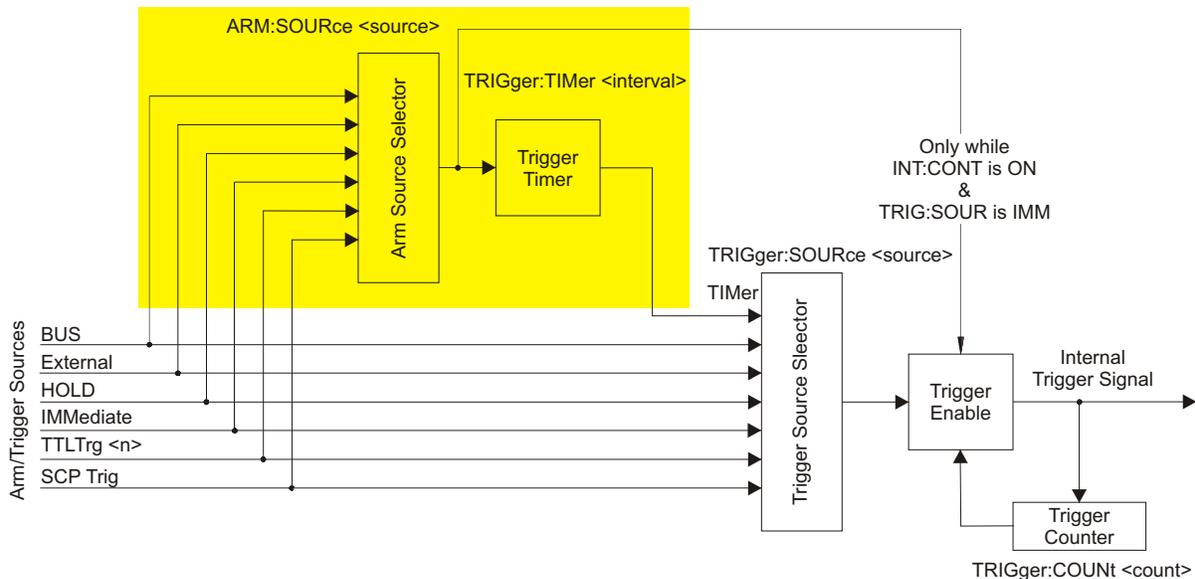 ARM:SOURce <source>
TRIGger:TIMer <interval>
Arm Source Selector
Trigger
Timer
Only while
INT:CONT is ON
&
TRIG:SOUR is IMM
TRIGger:SOURce <source>
TIMer
Arm/Trigger Sources
BUS
External
HOLD
IMMediate
TTLTrg <n>
SCP Trig
Trigger Source Sleector
Trigger
Enable
Internal
Trigger Signal
Trigger
Counter
TRIGger:COUNt <count>